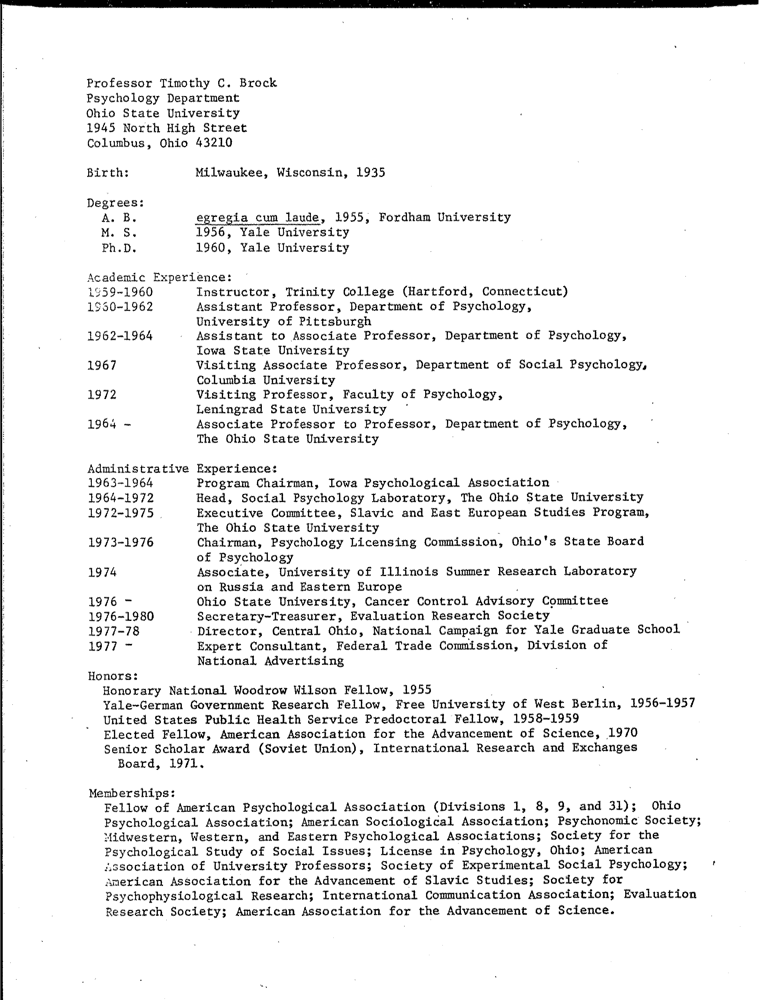 Professor Timothy C. Brock
Psychology Department
Ohio State University
1945 North High Street
Columbus, Ohio 43210
Birth: Milwaukee, Wisconsin, 1935
Degrees:
A. B. egregia cum laude, 1955, Fordham University
M. S. 1956, Yale University
Ph.D. 1960, Yale University
Academic Experience:
1959-1960 Instructor, Trinity College (Hartford, Connecticut)
1960-1962 Assistant Professor, Department of Psychology,
University of Pittsburgh
1962-1964 Assistant to Associate Professor, Department of Psychology,
Iowa State University
1967 Visiting Associate Professor, Department of Social Psychology,
Columbia University
1972 Visiting Professor, Faculty of Psychology,
Leningrad State University
1964 - Associate Professor to Professor, Department of Psychology,
The Ohio State University
Administrative Experience:
1963-1964 Program Chairman, Iowa Psychological Association
1964-1972 Head, Social Psychology Laboratory, The Ohio State University
1972-1975 Executive Committee, Slavic and East European Studies Program,
The Ohio State University
1973-1976 Chairman, Psychology Licensing Commission, Ohio's State Board
of Psychology
1974 Associate, University of Illinois Summer Research Laboratory
on Russia and Eastern Europe
1976 - Ohio State University, Cancer Control Advisory Committee
1976-1980 Secretary-Treasurer, Evaluation Research Society
1977-78 Director, Central Ohio, National Campaign for Yale Graduate School
1977 - Expert Consultant, Federal Trade Commission, Division of
National Advertising
Honors:
Honorary National Woodrow Wilson Fellow, 1955
Yale-German Government Research Fellow, Free University of West Berlin, 1956-1957
United States Public Health Service Predoctoral Fellow, 1958-1959
Elected Fellow, American Association for the Advancement of Science, 1970
Senior Scholar Award (Soviet Union), International Research and Exchanges
Board, 1971.
Memberships:
Fellow of American Psychological Association (Divisions 1, 8, 9, and 31); Ohio
Psychological Association; American Sociological Association; Psychonomic Society;
Midwestern, Western, and Eastern Psychological Associations; Society for the
Psychological Study of Social Issues; License in Psychology, Ohio; American
Association of University Professors; Society of Experimental Social Psychology;
American Association for the Advancement of Slavic Studies; Society for
Psychophysiological Research; International Communication Association; Evaluation
Research Society; American Association for the Advancement of Science.